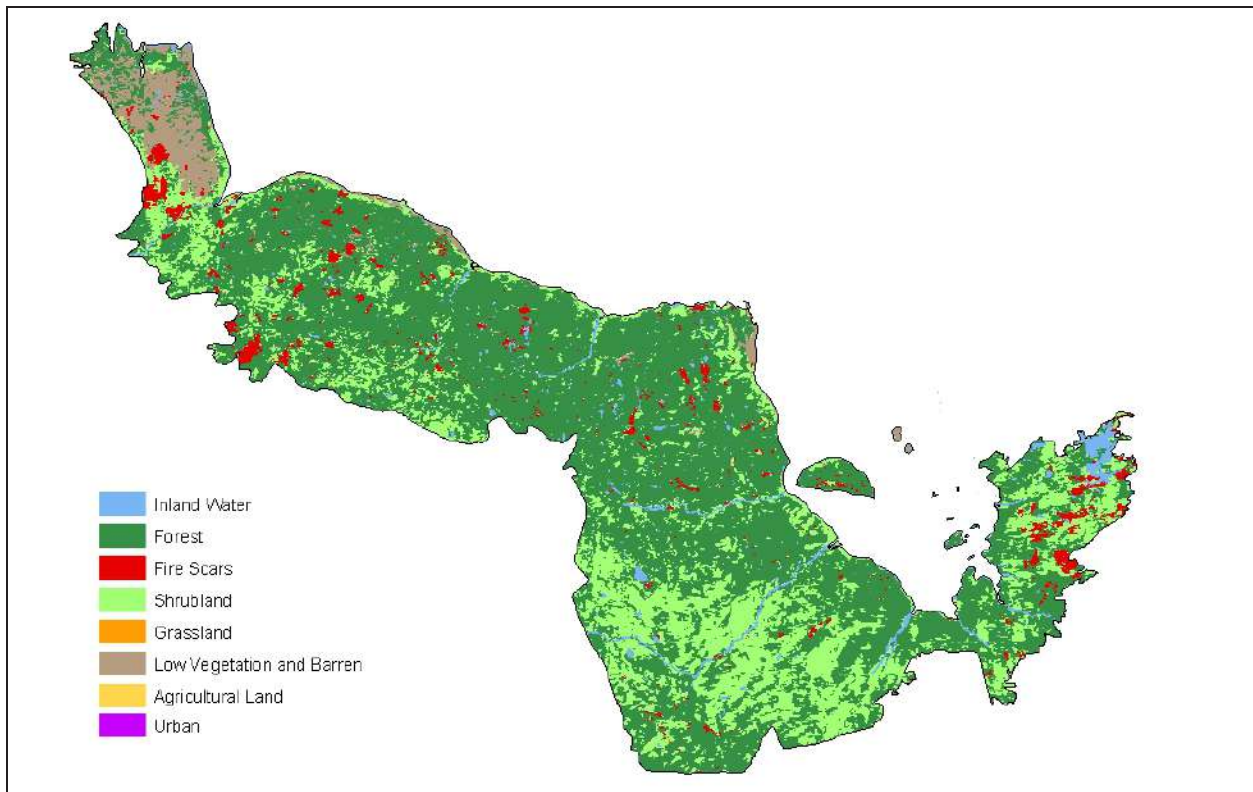 Inland Water
Forest
Fire Scars
Shrubland
Grassland
Low Vegetation and Barren
Agricultural Land
Urban